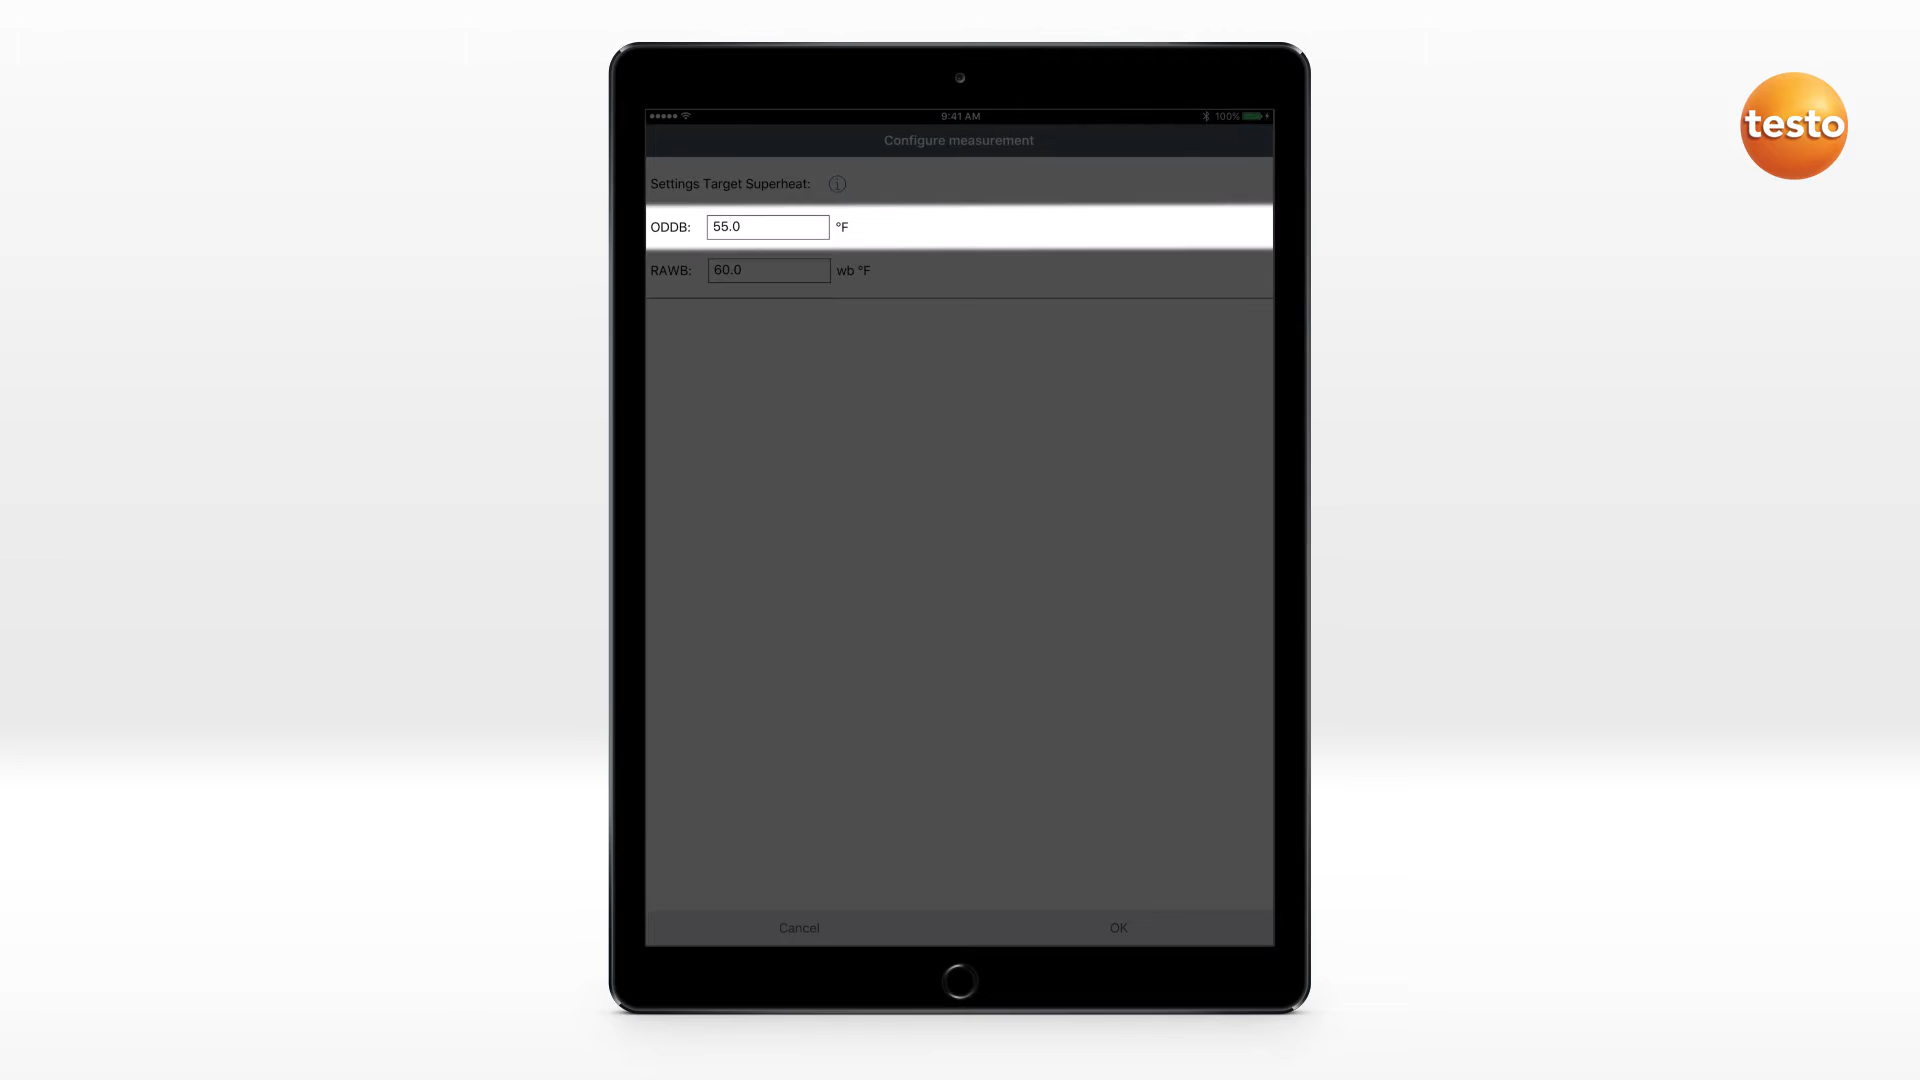 testo
9:41 AM 100%
Configure measurement
Settings Target Superheat: i
ODDB: 55.0 °F
RAWB: 60.0 wb °F
Cancel OK